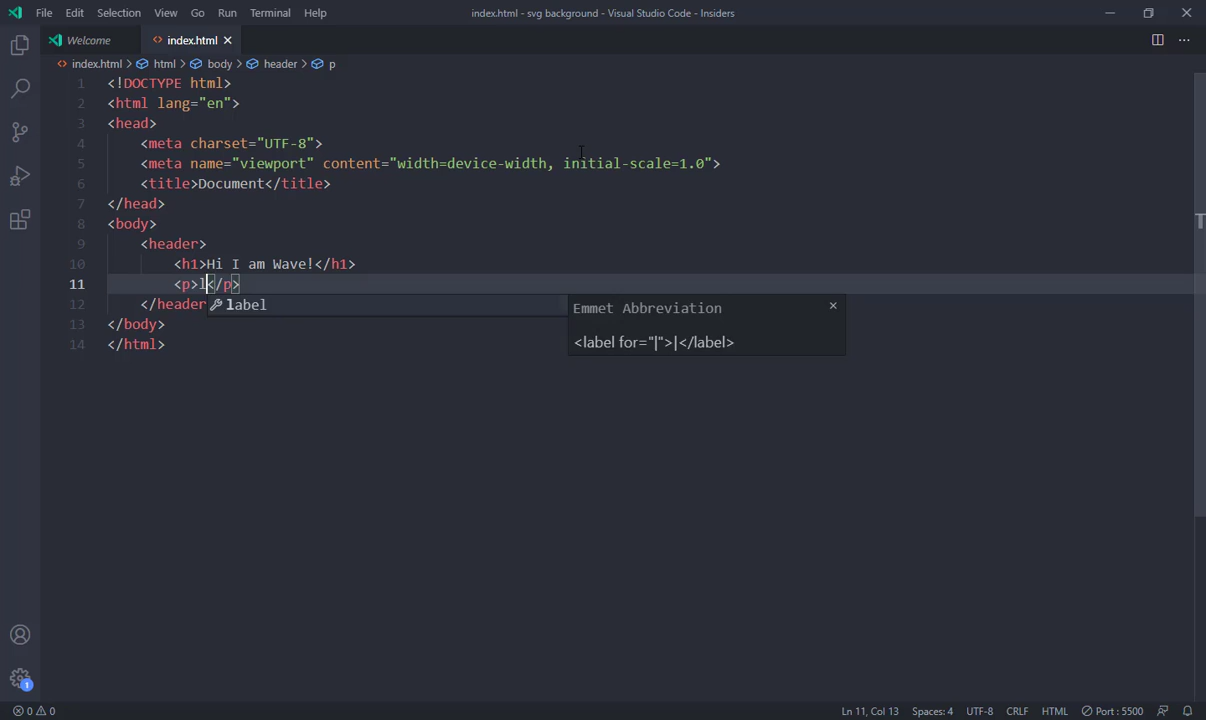 File Edit Selection View Go Run Terminal Help index.html - svg background - Visual Studio Code - Insiders
Welcome index.html
index.html > html > body > header > p
1 <!DOCTYPE html>
2 <html lang="en">
3 <head>
4 <meta charset="UTF-8">
5 <meta name="viewport" content="width=device-width, initial-scale=1.0">
6 <title>Document</title>
7 </head>
8 <body>
9 <header>
10 <h1>Hi I am Wave!</h1>
11 <p>l</p>
12 </header label Emmet Abbreviation
13 </body>
14 </html> <label for="|">|</label>
1
0 0 Ln 11, Col 13 Spaces: 4 UTF-8 CRLF HTML Port : 5500